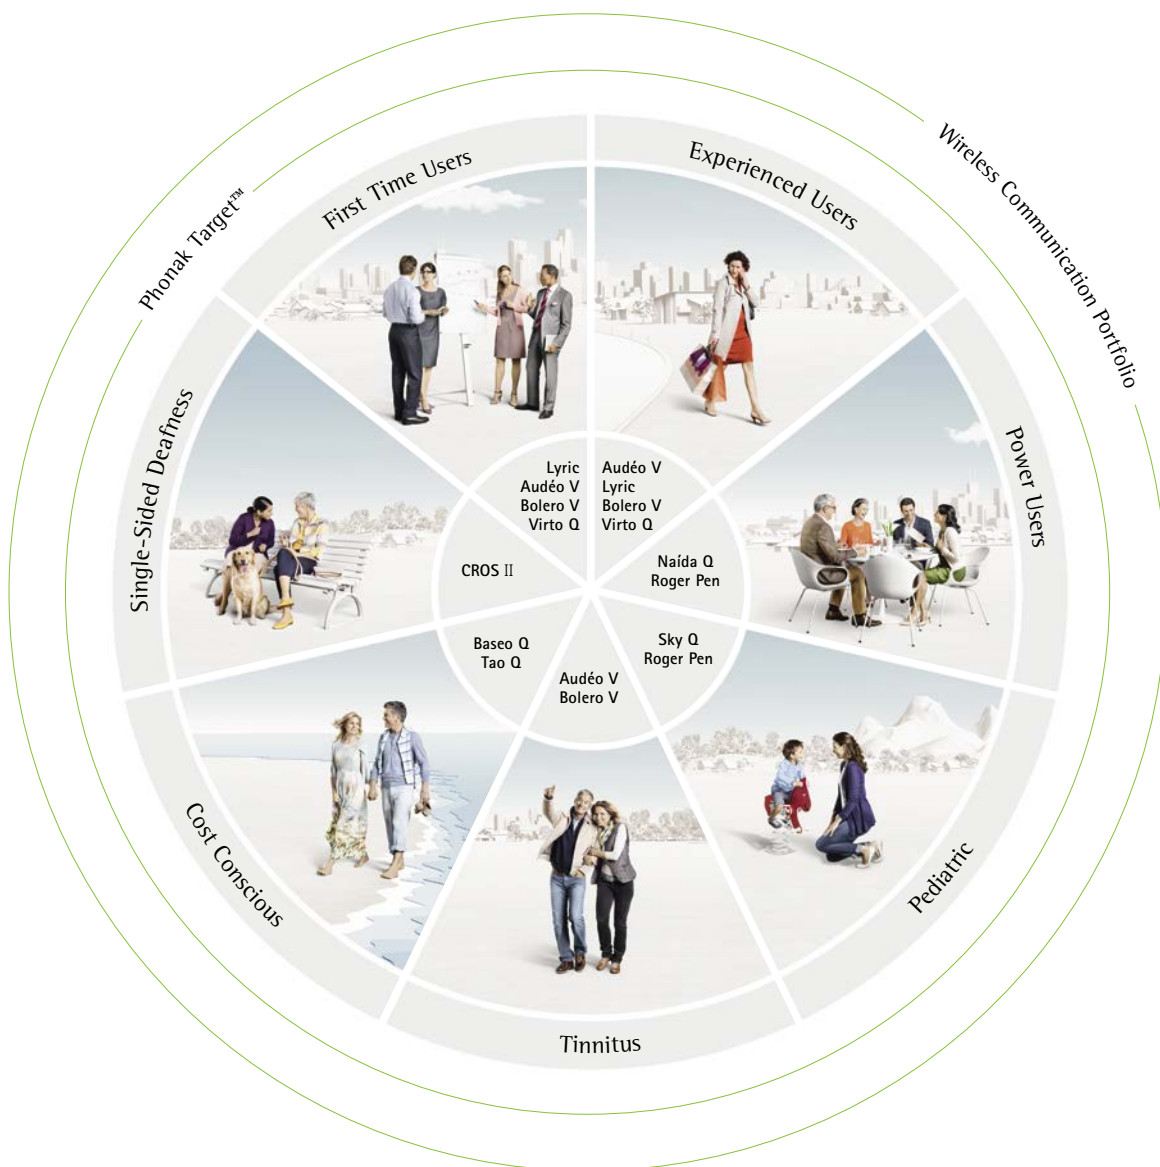 Wireless Communication Portfolio
Phonak Target™
First Time Users
Experienced Users
Power Users
Pediatric
Tinnitus
Cost Conscious
Single-Sided Deafness
Lyric
Audéo V
Bolero V
Virto Q
Audéo V
Lyric
Bolero V
Virto Q
Naída Q
Roger Pen
Sky Q
Roger Pen
Audéo V
Bolero V
Baseo Q
Tao Q
CROS II